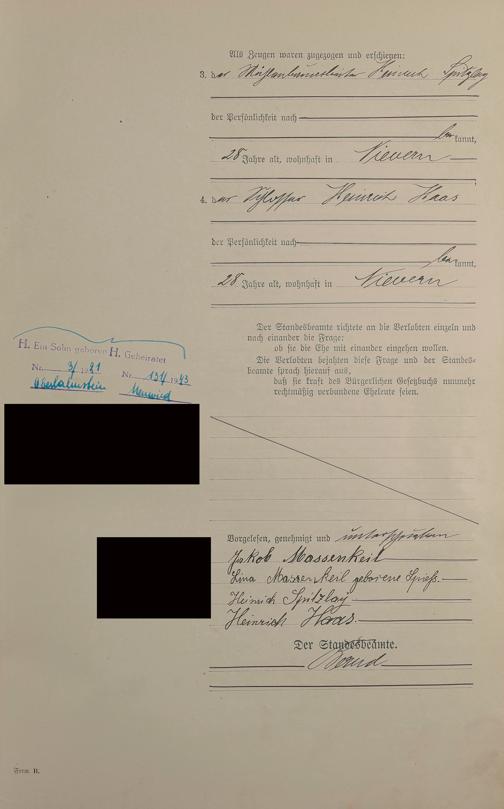 Als Zeugen waren zugezogen und erschienen:
3. der Heinrich Spitzlay
der Persönlichkeit nach
bekannt,
28 Jahre alt, wohnhaft in Nievern
4. der Schlosser Heinrich Haas
der Persönlichkeit nach
bekannt,
28 Jahre alt, wohnhaft in Nievern
Der Standesbeamte richtete an die Verlobten einzeln und
nach einander die Frage:
ob sie die Ehe mit einander eingehen wollen.
Die Verlobten bejahten diese Frage und der Standes-
beamte sprach hierauf aus,
daß sie kraft des Bürgerlichen Gesetzbuchs nunmehr
rechtmäßig verbundene Eheleute seien.
H. Ein Sohn geboren
Nr. 3/1921
Oberlahnstein
H. Geheiratet
Nr. 131/1943
Neuwied
Vorgelesen, genehmigt und unterschrieben
Jakob Massenkeil
Lina Massenkeil geborene Spieß.
Heinrich Spitzlay
Heinrich Haas.
Der Standesbeamte.
Form B.